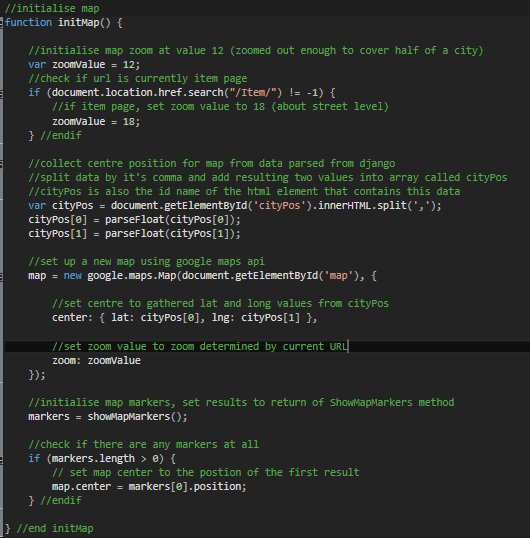 //initialise map
function initMap() {
//initialise map zoom at value 12 (zoomed out enough to cover half of a city)
var zoomValue = 12;
//check if url is currently item page
if (document.location.href.search("/Item/") != -1) {
//if item page, set zoom value to 18 (about street level)
zoomValue = 18;
} //endif
//collect centre position for map from data parsed from django
//split data by it's comma and add resulting two values into array called cityPos
//cityPos is also the id name of the html element that contains this data
var cityPos = document.getElementById('cityPos').innerHTML.split(',');
cityPos[0] = parseFloat(cityPos[0]);
cityPos[1] = parseFloat(cityPos[1]);
//set up a new map using google maps api
map = new google.maps.Map(document.getElementById('map'), {
//set centre to gathered lat and long values from cityPos
center: { lat: cityPos[0], lng: cityPos[1] },
//set zoom value to zoom determined by current URL
zoom: zoomValue
});
//initialise map markers, set results to return of ShowMapMarkers method
markers = showMapMarkers();
//check if there are any markers at all
if (markers.length > 0) {
// set map center to the postion of the first result
map.center = markers[0].position;
} //endif
} //end initMap